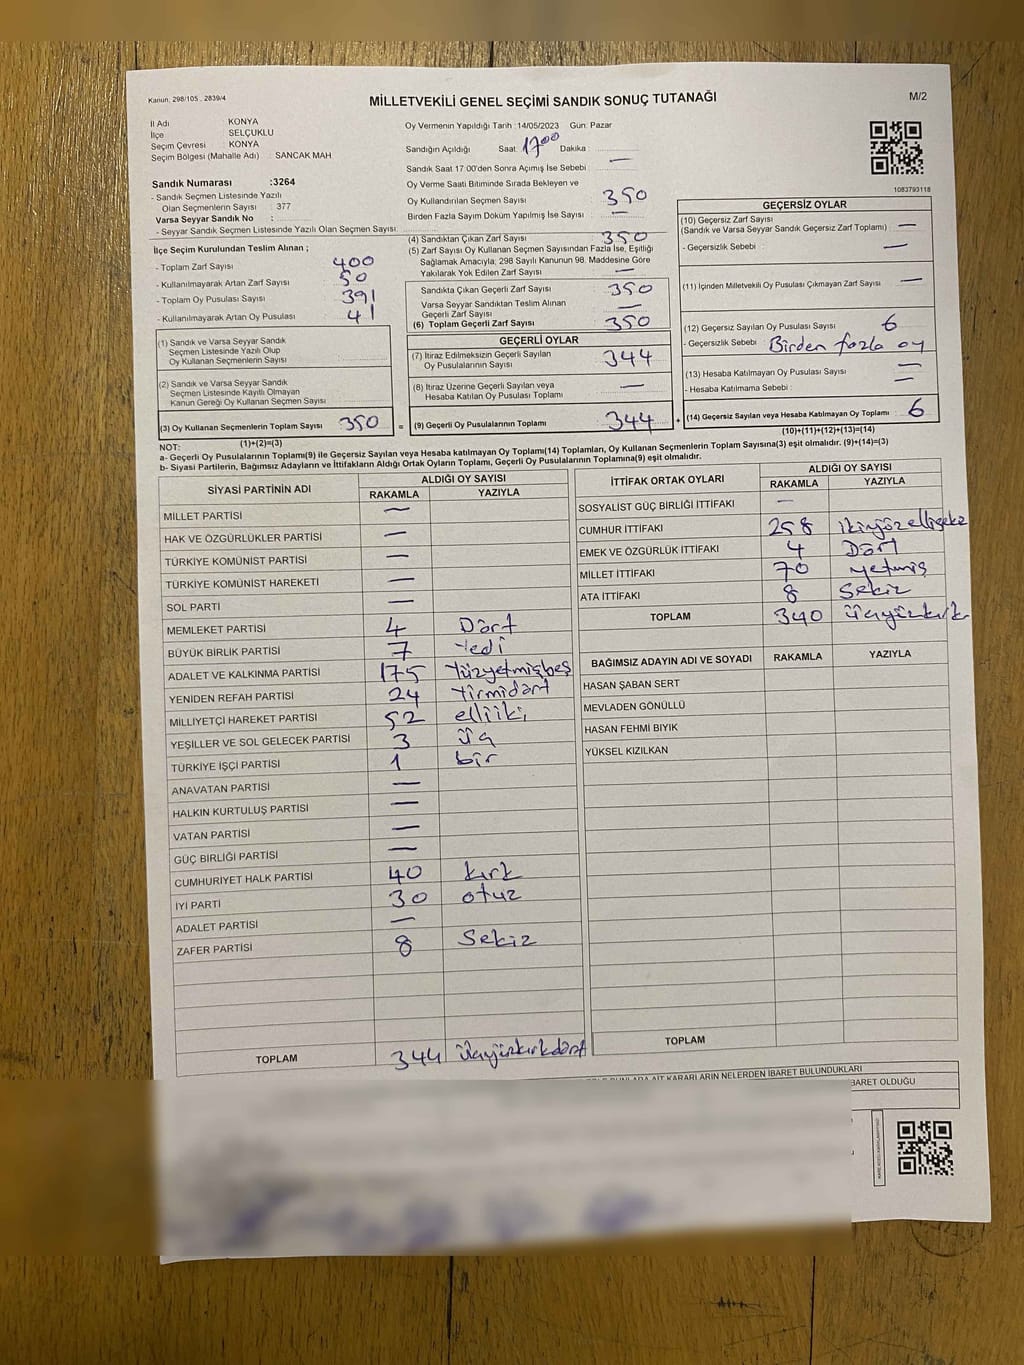 Kanun, 298/105 , 2839/4
MİLLETVEKİLİ GENEL SEÇİMİ SANDIK SONUÇ TUTANAĞI
M/2
İl Adı KONYA
İlçe SELÇUKLU
Seçim Çevresi KONYA
Seçim Bölgesi (Mahalle Adı) : SANCAK MAH
Sandık Numarası :3264
- Sandık Seçmen Listesinde Yazılı
Olan Seçmenlerin Sayısı : 377
Varsa Seyyar Sandık No :
- Seyyar Sandık Seçmen Listesinde Yazılı Olan Seçmen Sayısı:
İlçe Seçim Kurulundan Teslim Alınan ;
- Toplam Zarf Sayısı 400
- Kullanılmayarak Artan Zarf Sayısı 50
- Toplam Oy Pusulası Sayısı 391
- Kullanılmayarak Artan Oy Pusulası 41
(1) Sandık ve Varsa Seyyar Sandık
Seçmen Listesinde Yazılı Olup
Oy Kullanan Seçmenlerin Sayısı
(2) Sandık ve Varsa Seyyar Sandık
Seçmen Listesinde Kayıtlı Olmayan
Kanun Gereği Oy Kullanan Seçmen Sayısı
(3) Oy Kullanan Seçmenlerin Toplam Sayısı 350
(1)+(2)=(3)
Oy Vermenin Yapıldığı Tarih :14/05/2023 Gün: Pazar
Sandığın Açıldığı Saat: 17:00 Dakika :
Sandık Saat 17:00'den Sonra Açımış İse Sebebi : —
Oy Verme Saati Bitiminde Sırada Bekleyen ve
Oy Kullandırılan Seçmen Sayısı 350
Birden Fazla Sayım Döküm Yapılmış İse Sayısı —
(4) Sandıktan Çıkan Zarf Sayısı 350
(5) Zarf Sayısı Oy Kullanan Seçmen Sayısından Fazla İse, Eşitliği
Sağlamak Amacıyla, 298 Sayılı Kanunun 98. Maddesine Göre
Yakılarak Yok Edilen Zarf Sayısı —
Sandıkta Çıkan Geçerli Zarf Sayısı 350
Varsa Seyyar Sandıktan Teslim Alınan
Geçerli Zarf Sayısı —
(6) Toplam Geçerli Zarf Sayısı 350
GEÇERLİ OYLAR
(7) İtiraz Edilmeksizin Geçerli Sayılan
Oy Pusulalarının Sayısı 344
(8) İtiraz Üzerine Geçerli Sayılan veya
Hesaba Katılan Oy Pusulası Toplamı —
= (9) Geçerli Oy Pusulalarının Toplamı 344 +
1083793118
GEÇERSİZ OYLAR
(10) Geçersiz Zarf Sayısı —
(Sandık ve Varsa Seyyar Sandık Geçersiz Zarf Toplamı)
- Geçersizlik Sebebi : —
(11) İçinden Milletvekili Oy Pusulası Çıkmayan Zarf Sayısı —
(12) Geçersiz Sayılan Oy Pusulası Sayısı 6
- Geçersizlik Sebebi : Birden fazla oy
(13) Hesaba Katılmayan Oy Pusulası Sayısı —
- Hesaba Katılmama Sebebi : —
(14) Geçersiz Sayılan veya Hesaba Katılmayan Oy Toplamı 6
(10)+(11)+(12)+(13)=(14)
NOT:
a- Geçerli Oy Pusulalarının Toplamı(9) ile Geçersiz Sayılan veya Hesaba katılmayan Oy Toplamı(14) Toplamları, Oy Kullanan Seçmenlerin Toplam Sayısına(3) eşit olmalıdır. (9)+(14)=(3)
b- Siyasi Partilerin, Bağımsız Adayların ve İttifakların Aldığı Ortak Oyların Toplamı, Geçerli Oy Pusulalarının Toplamına(9) eşit olmalıdır.
SİYASİ PARTİNİN ADI ALDIĞI OY SAYISI
RAKAMLA YAZIYLA
MİLLET PARTİSİ —
HAK VE ÖZGÜRLÜKLER PARTİSİ —
TÜRKİYE KOMÜNİST PARTİSİ —
TÜRKİYE KOMÜNİST HAREKETİ —
SOL PARTİ —
MEMLEKET PARTİSİ 4 Dört
BÜYÜK BİRLİK PARTİSİ 7 Yedi
ADALET VE KALKINMA PARTİSİ 175 Yüzyetmişbeş
YENİDEN REFAH PARTİSİ 24 Yirmidört
MİLLİYETÇİ HAREKET PARTİSİ 52 elliiki
YEŞİLLER VE SOL GELECEK PARTİSİ 3 üç
TÜRKİYE İŞÇİ PARTİSİ 1 bir
ANAVATAN PARTİSİ —
HALKIN KURTULUŞ PARTİSİ —
VATAN PARTİSİ —
GÜÇ BİRLİĞİ PARTİSİ —
CUMHURİYET HALK PARTİSİ 40 kırk
İYİ PARTİ 30 otuz
ADALET PARTİSİ —
ZAFER PARTİSİ 8 Sekiz
TOPLAM 344 üçyüzkırkdört
İTTİFAK ORTAK OYLARI ALDIĞI OY SAYISI
RAKAMLA YAZIYLA
SOSYALİST GÜÇ BİRLİĞİ İTTİFAKI —
CUMHUR İTTİFAKI 258 ikiyüzellisekiz
EMEK VE ÖZGÜRLÜK İTTİFAKI 4 Dört
MİLLET İTTİFAKI 70 yetmiş
ATA İTTİFAKI 8 Sekiz
TOPLAM 340 üçyüzkırk
BAĞIMSIZ ADAYIN ADI VE SOYADI RAKAMLA YAZIYLA
HASAN ŞABAN SERT
MEVLADEN GÖNÜLLÜ
HASAN FEHMİ BIYIK
YÜKSEL KIZILKAN
TOPLAM
KARARLARIN NELERDEN İBARET BULUNDUKLARI
BARET OLDUĞU